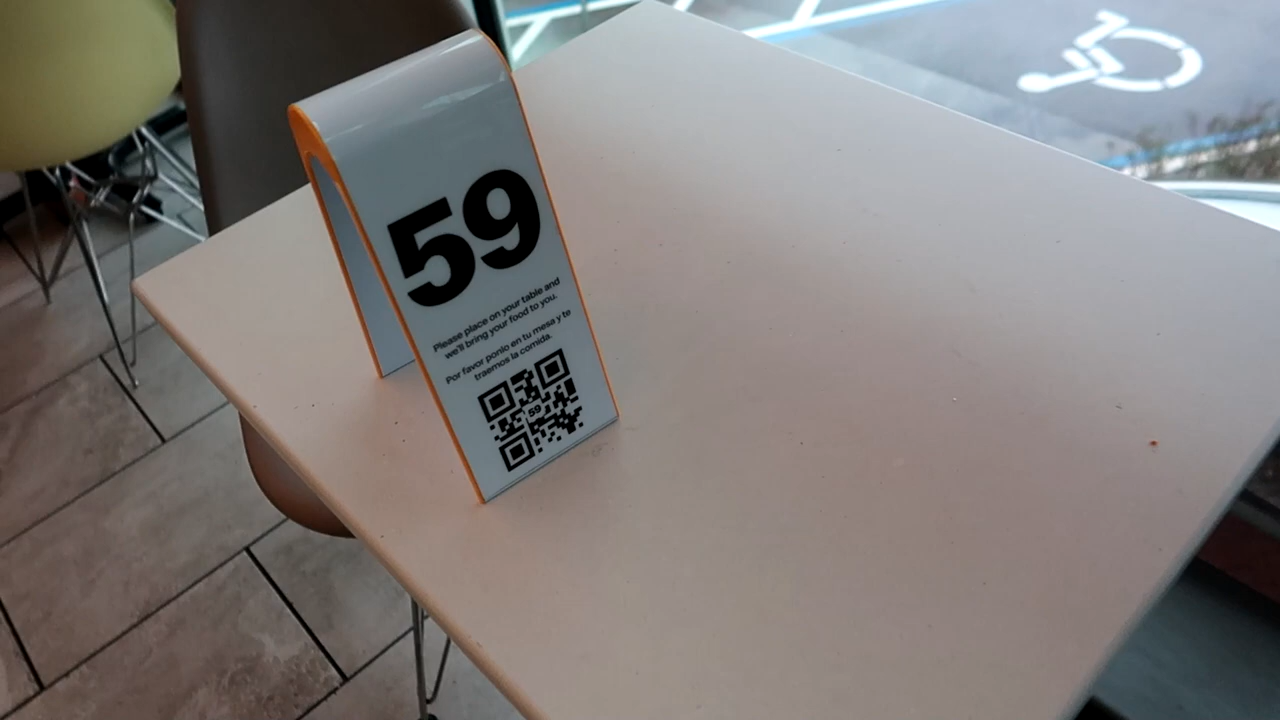 59
Please place on your table and
we'll bring your food to you.
Por favor ponlo en tu mesa y te
traemos la comida.
59